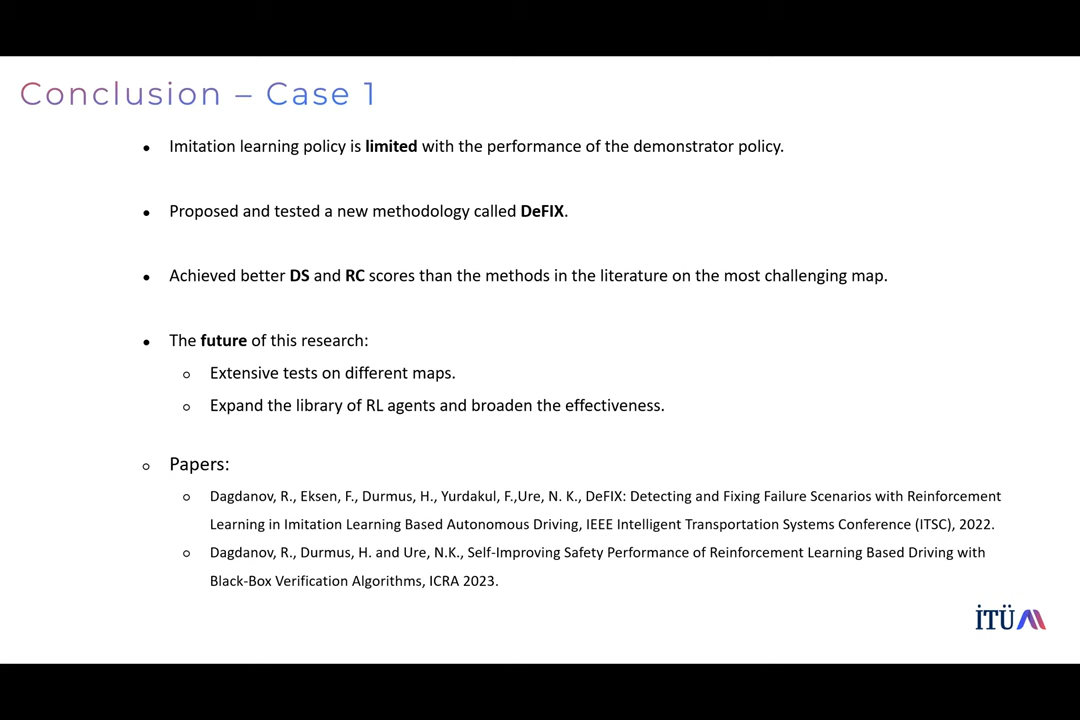 Conclusion – Case 1
● Imitation learning policy is limited with the performance of the demonstrator policy.
● Proposed and tested a new methodology called DeFIX.
● Achieved better DS and RC scores than the methods in the literature on the most challenging map.
● The future of this research:
○ Extensive tests on different maps.
○ Expand the library of RL agents and broaden the effectiveness.
○ Papers:
○ Dagdanov, R., Eksen, F., Durmus, H., Yurdakul, F.,Ure, N. K., DeFIX: Detecting and Fixing Failure Scenarios with Reinforcement
Learning in Imitation Learning Based Autonomous Driving, IEEE Intelligent Transportation Systems Conference (ITSC), 2022.
○ Dagdanov, R., Durmus, H. and Ure, N.K., Self-Improving Safety Performance of Reinforcement Learning Based Driving with
Black-Box Verification Algorithms, ICRA 2023.
İTÜ